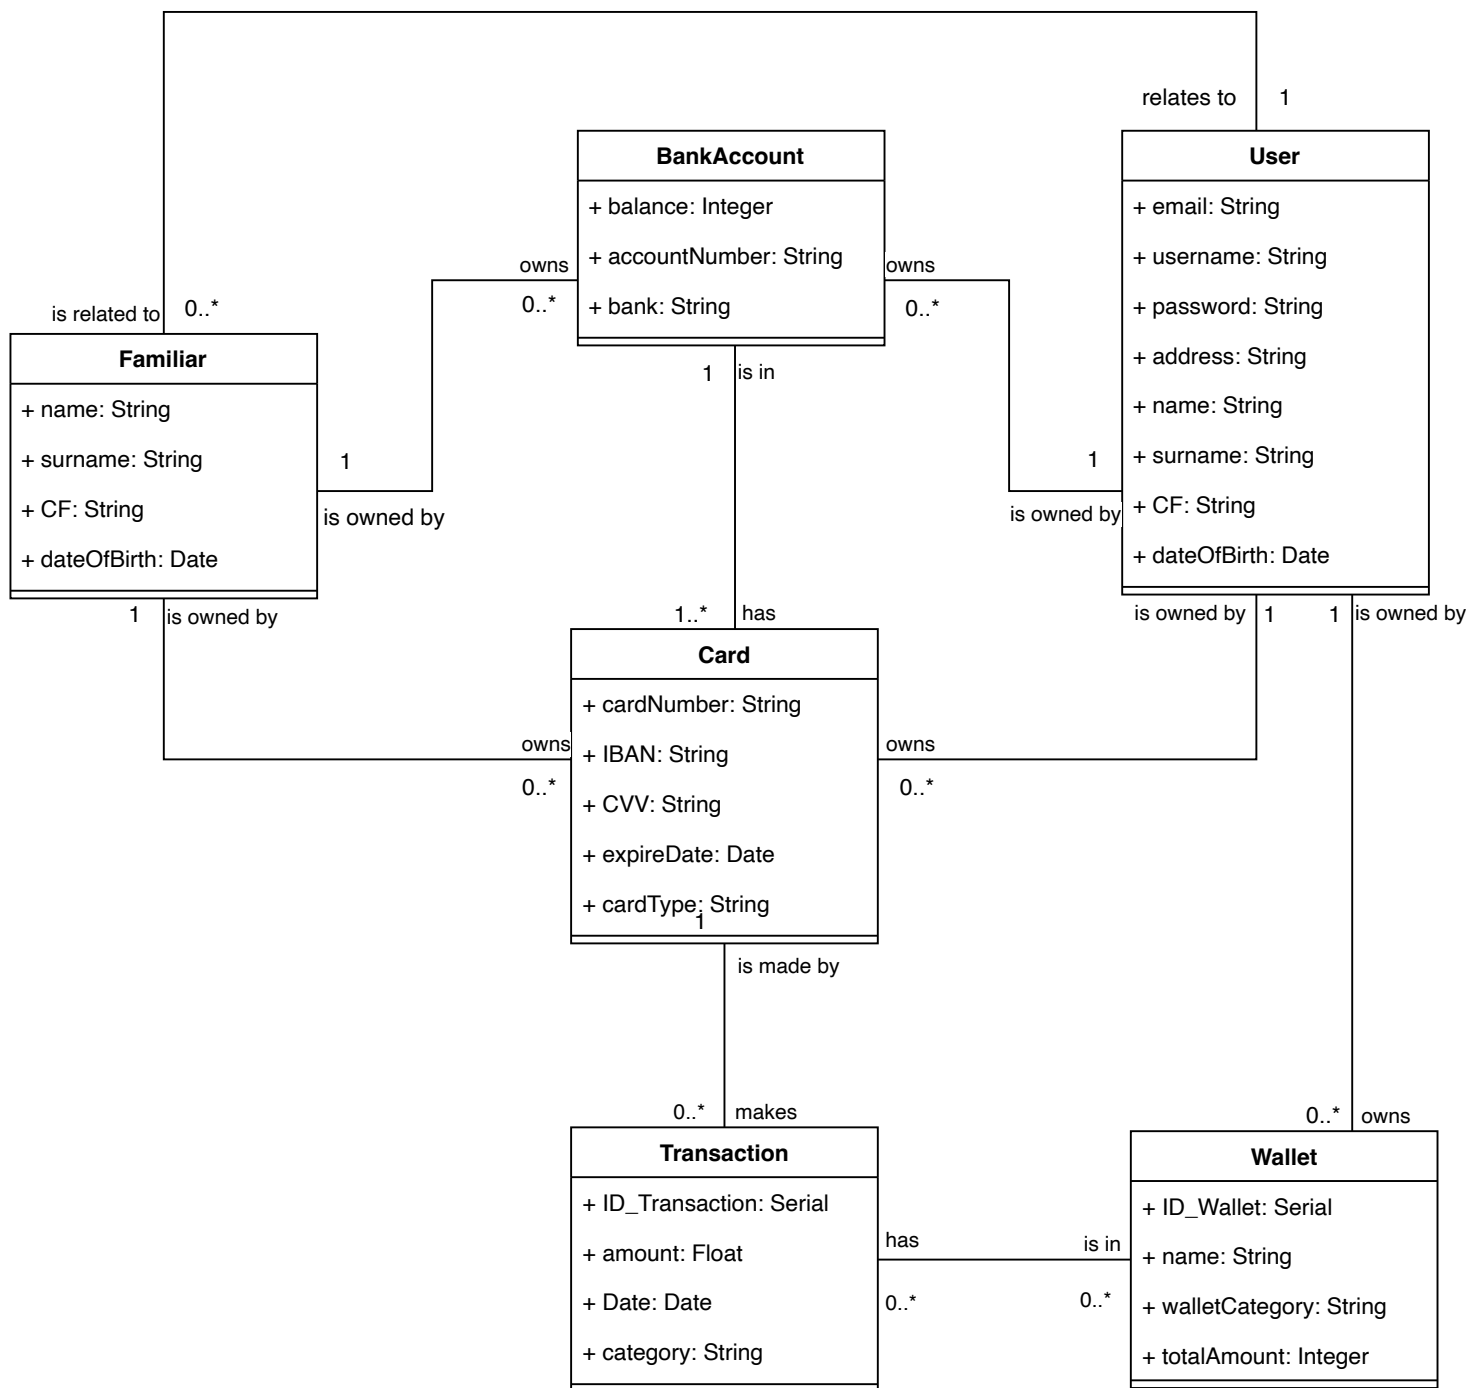 relates to 1
BankAccount
+ balance: Integer
+ accountNumber: String
+ bank: String
User
+ email: String
+ username: String
+ password: String
+ address: String
+ name: String
+ surname: String
+ CF: String
+ dateOfBirth: Date
owns
0..*
owns
0..*
is related to 0..*
Familiar
+ name: String
+ surname: String
+ CF: String
+ dateOfBirth: Date
1
is owned by
1
is owned by
1 is in
1 is owned by
1..* has
is owned by 1
1 is owned by
Card
+ cardNumber: String
+ IBAN: String
+ CVV: String
+ expireDate: Date
+ cardType: String
1
owns
0..*
owns
0..*
is made by
0..* makes
0..* owns
Transaction
+ ID_Transaction: Serial
+ amount: Float
+ Date: Date
+ category: String
has
0..*
is in
0..*
Wallet
+ ID_Wallet: Serial
+ name: String
+ walletCategory: String
+ totalAmount: Integer